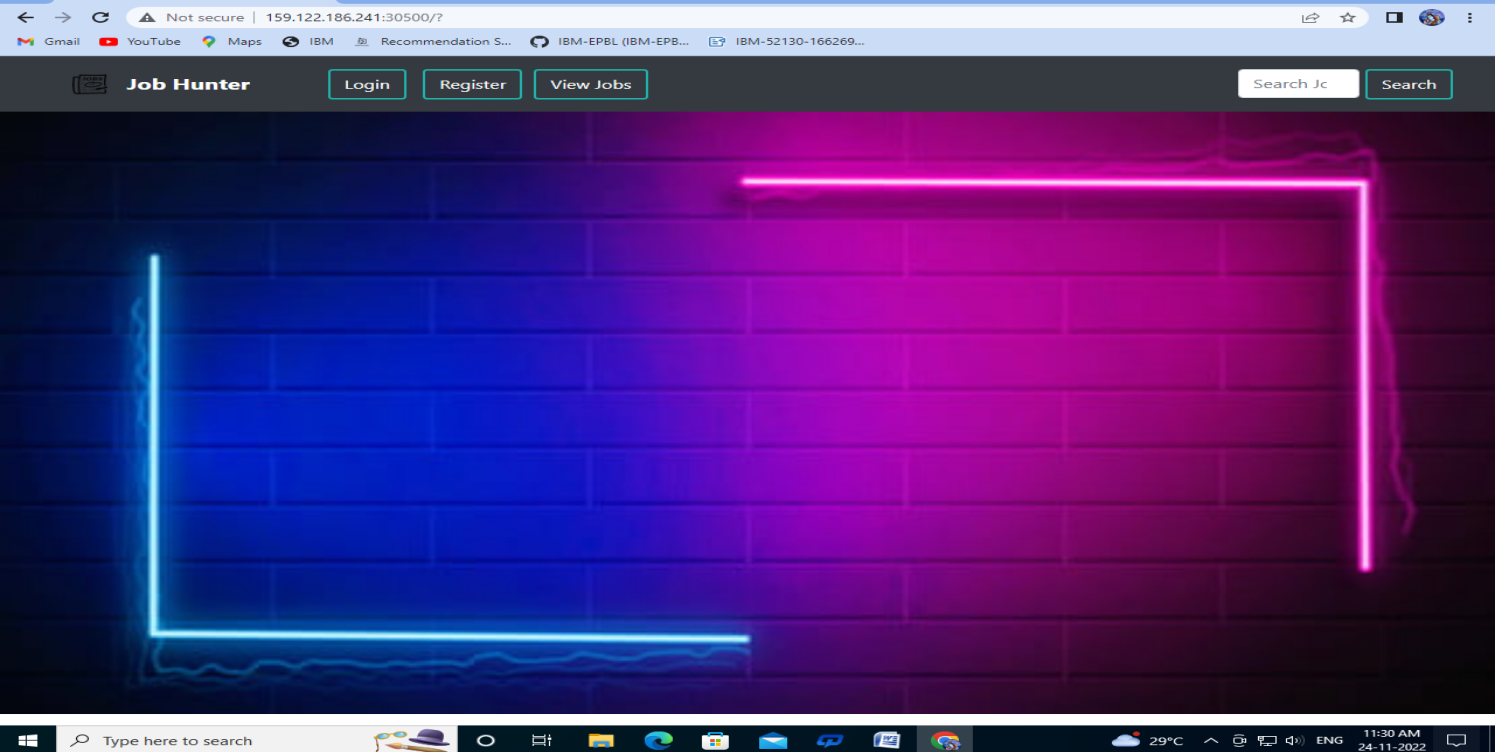 Not secure | 159.122.186.241:30500/?
Gmail YouTube Maps IBM Recommendation S... IBM-EPBL (IBM-EPB... IBM-52130-166269...
Job Hunter Login Register View Jobs Search Jc Search
Type here to search 29°C ENG 11:30 AM
24-11-2022